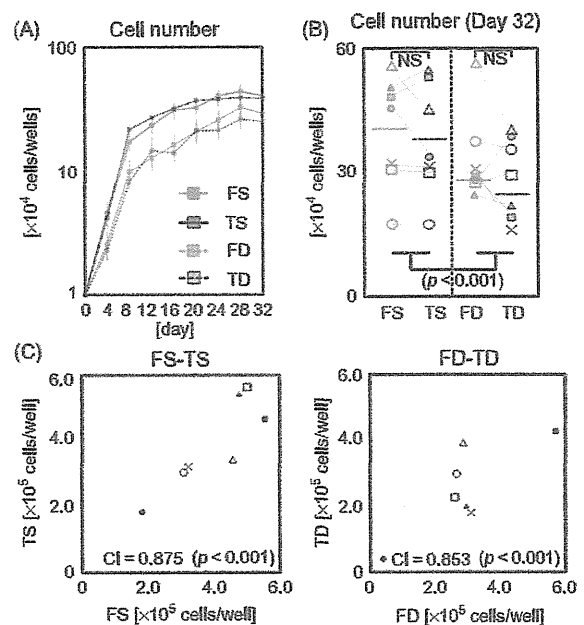 (A)
Cell number
100
10
1
[×10⁴ cells/wells]
0 4 8 12 16 20 24 28 32
[day]
FS
TS
FD
TD
(B)
Cell number (Day 32)
60
30
0
[×10⁴ cells/wells]
NS
NS
(p < 0.001)
FS TS FD TD
(C)
FS-TS
6.0
4.0
2.0
0
TS [×10⁵ cells/well]
CI = 0.875 (p < 0.001)
0 2.0 4.0 6.0
FS [×10⁵ cells/well]
FD-TD
6.0
4.0
2.0
0
TD [×10⁵ cells/well]
CI = 0.853 (p < 0.001)
0 2.0 4.0 6.0
FD [×10⁵ cells/well]